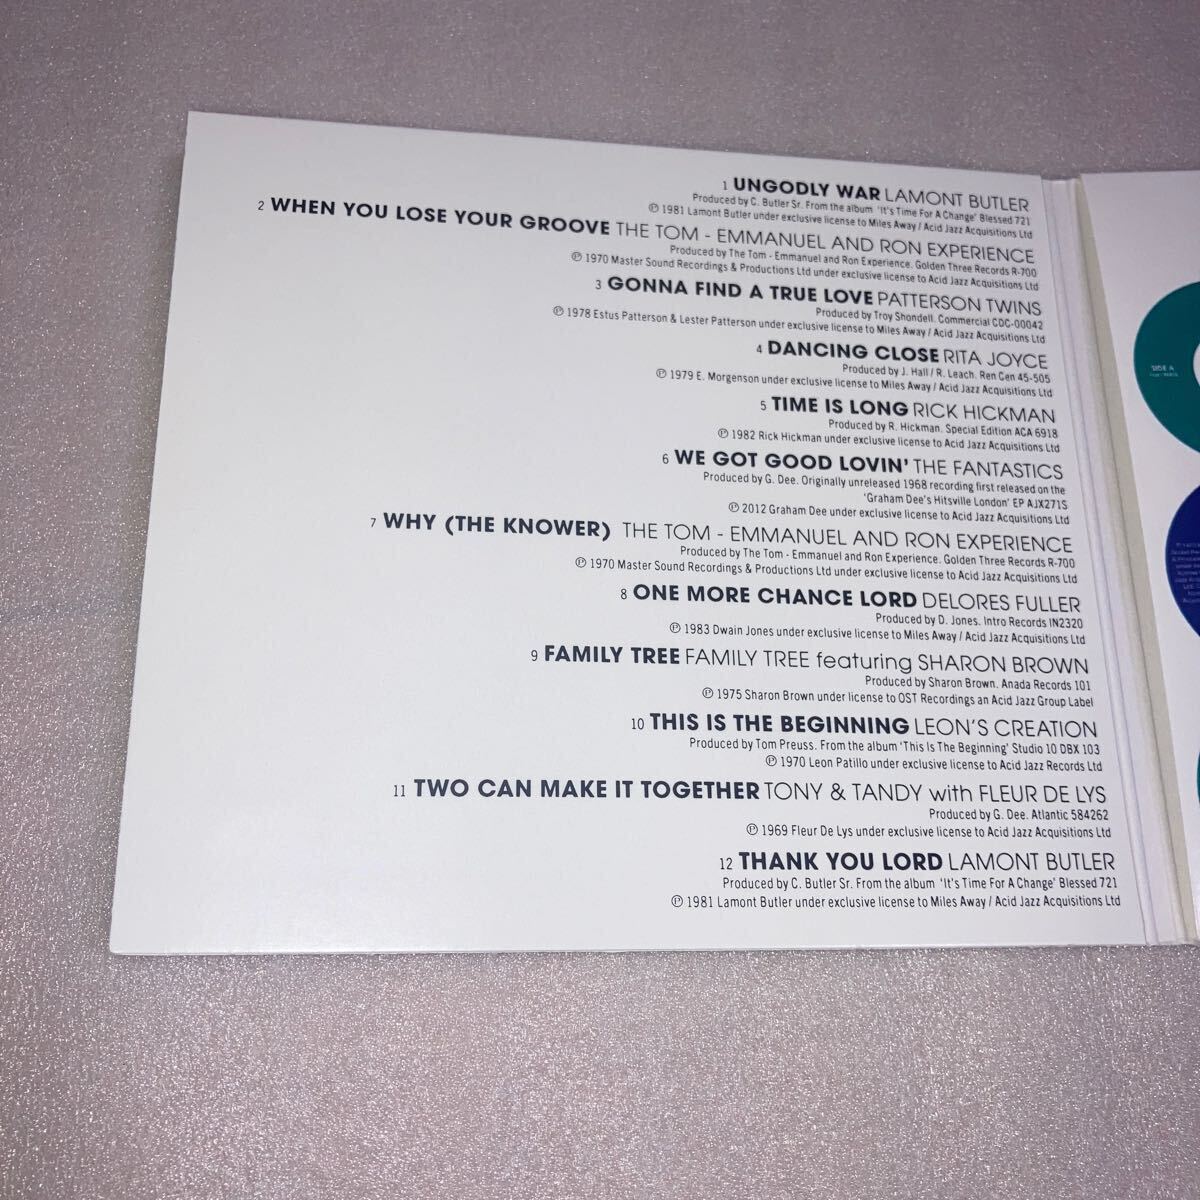 1 UNGODLY WAR LAMONT BUTLER
Produced by C. Butler Sr. From the album 'It's Time For A Change' Blessed 721
℗ 1981 Lamont Butler under exclusive license to Miles Away / Acid Jazz Acquisitions Ltd
2 WHEN YOU LOSE YOUR GROOVE THE TOM - EMMANUEL AND RON EXPERIENCE
Produced by The Tom - Emmanuel and Ron Experience. Golden Three Records R-700
℗ 1970 Master Sound Recordings & Productions Ltd under exclusive license to Acid Jazz Acquisitions Ltd
3 GONNA FIND A TRUE LOVE PATTERSON TWINS
Produced by Troy Shondell. Commercial CDC-00042
℗ 1978 Estus Patterson & Lester Patterson under exclusive license to Miles Away / Acid Jazz Acquisitions Ltd
4 DANCING CLOSE RITA JOYCE
Produced by J. Hall / R. Leach. Ren Cen 45-505
℗ 1979 E. Morgenson under exclusive license to Miles Away / Acid Jazz Acquisitions Ltd
5 TIME IS LONG RICK HICKMAN
Produced by R. Hickman. Special Edition ACA 6918
℗ 1982 Rick Hickman under exclusive license to Acid Jazz Acquisitions Ltd
6 WE GOT GOOD LOVIN' THE FANTASTICS
Produced by G. Dee. Originally unreleased 1968 recording first released on the
'Graham Dee's Hitsville London' EP AJX271S
℗ 2012 Graham Dee under exclusive license to Acid Jazz Acquisitions Ltd
7 WHY (THE KNOWER) THE TOM - EMMANUEL AND RON EXPERIENCE
Produced by The Tom - Emmanuel and Ron Experience. Golden Three Records R-700
℗ 1970 Master Sound Recordings & Productions Ltd under exclusive license to Acid Jazz Acquisitions Ltd
8 ONE MORE CHANCE LORD DELORES FULLER
Produced by D. Jones. Intro Records IN2320
℗ 1983 Dwain Jones under exclusive license to Miles Away / Acid Jazz Acquisitions Ltd
9 FAMILY TREE FAMILY TREE featuring SHARON BROWN
Produced by Sharon Brown. Anada Records 101
℗ 1975 Sharon Brown under license to OST Recordings an Acid Jazz Group Label
10 THIS IS THE BEGINNING LEON'S CREATION
Produced by Tom Preuss. From the album 'This Is The Beginning' Studio 10 DBX 103
℗ 1970 Leon Patillo under exclusive license to Acid Jazz Records Ltd
11 TWO CAN MAKE IT TOGETHER TONY & TANDY with FLEUR DE LYS
Produced by G. Dee. Atlantic 584262
℗ 1969 Fleur De Lys under exclusive license to Acid Jazz Acquisitions Ltd
12 THANK YOU LORD LAMONT BUTLER
Produced by C. Butler Sr. From the album 'It's Time For A Change' Blessed 721
℗ 1981 Lamont Butler under exclusive license to Miles Away / Acid Jazz Acquisitions Ltd
SIDE A